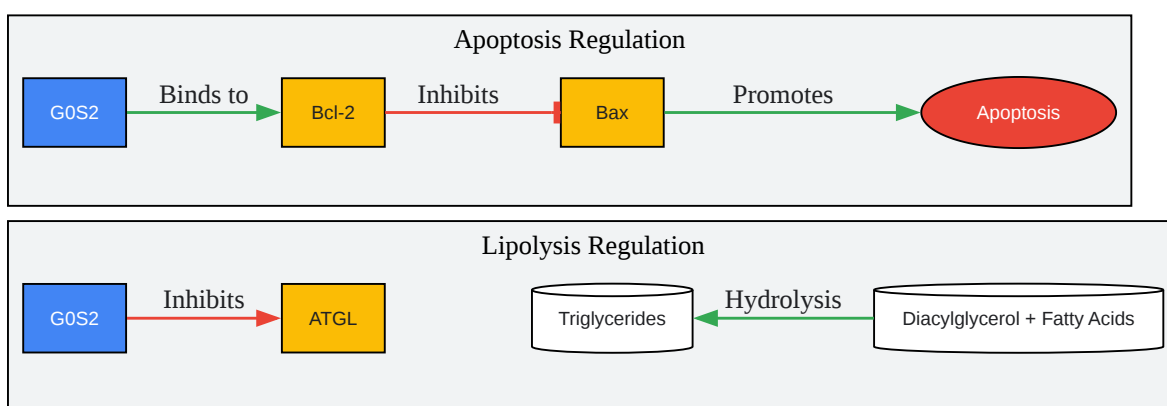 Apoptosis Regulation
G0S2
Binds to
Bcl-2
Inhibits
Bax
Promotes
Apoptosis
Lipolysis Regulation
G0S2
Inhibits
ATGL
Triglycerides
Hydrolysis
Diacylglycerol + Fatty Acids